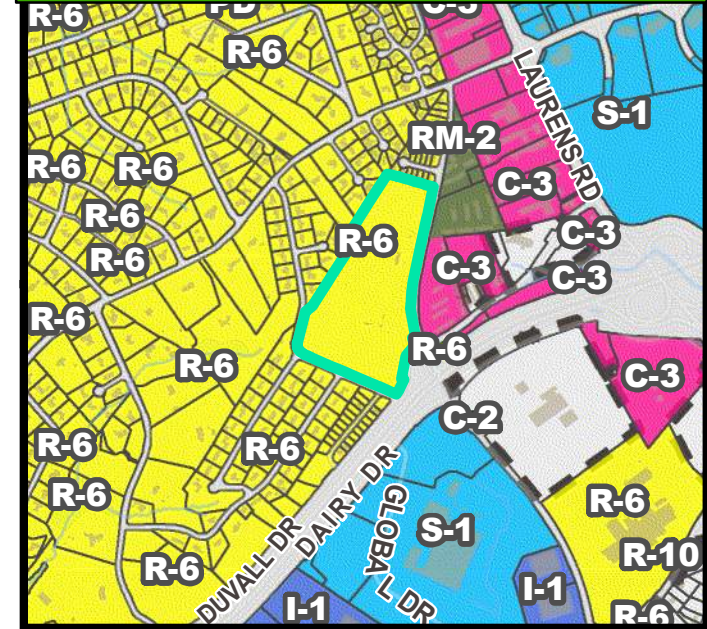 R-6
PD
C-3
R-6
LAURENS RD
S-1
RM-2
R-6
R-6
C-3
R-6
C-3
R-6
R-6
C-3
C-3
R-6
R-6
R-6
C-3
C-2
R-6
R-6
R-6
R-6
S-1
R-10
R-6
DUVALL DR
DAIRY DR
GLOBAL DR
I-1
I-1
R-6